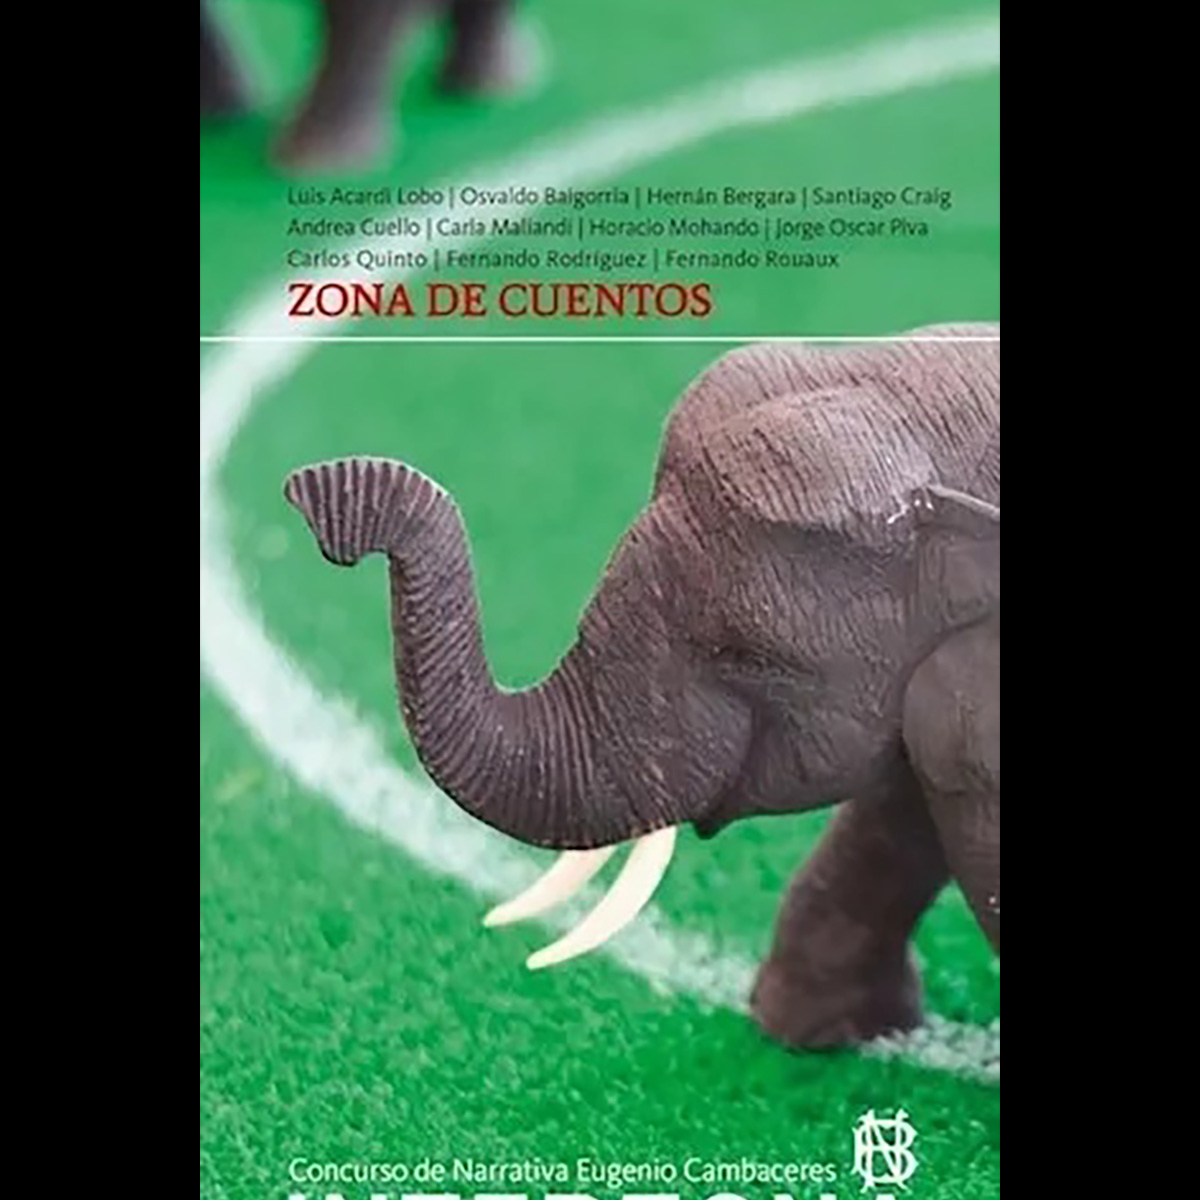 Luis Acardi Lobo | Osvaldo Baigorria | Hernán Bergara | Santiago Craig
Andrea Cuello | Carla Maliandi | Horacio Mohando | Jorge Oscar Piva
Carlos Quinto | Fernando Rodríguez | Fernando Rouaux
ZONA DE CUENTOS
Concurso de Narrativa Eugenio Cambaceres